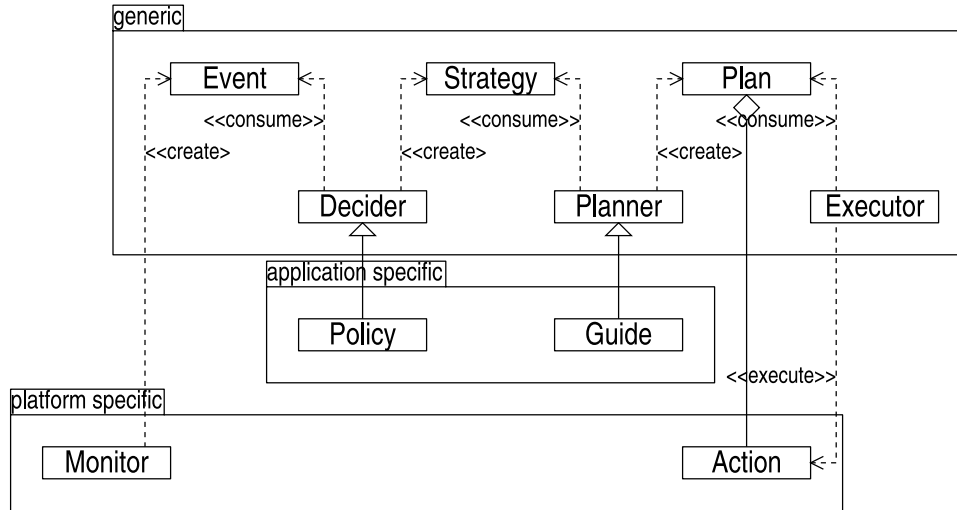 generic
Event
Strategy
Plan
<<consume>>
<<consume>>
<<consume>>
<<create>
<<create>
<<create>
Decider
Planner
Executor
application specific
Policy
Guide
<<execute>>
platform specific
Monitor
Action